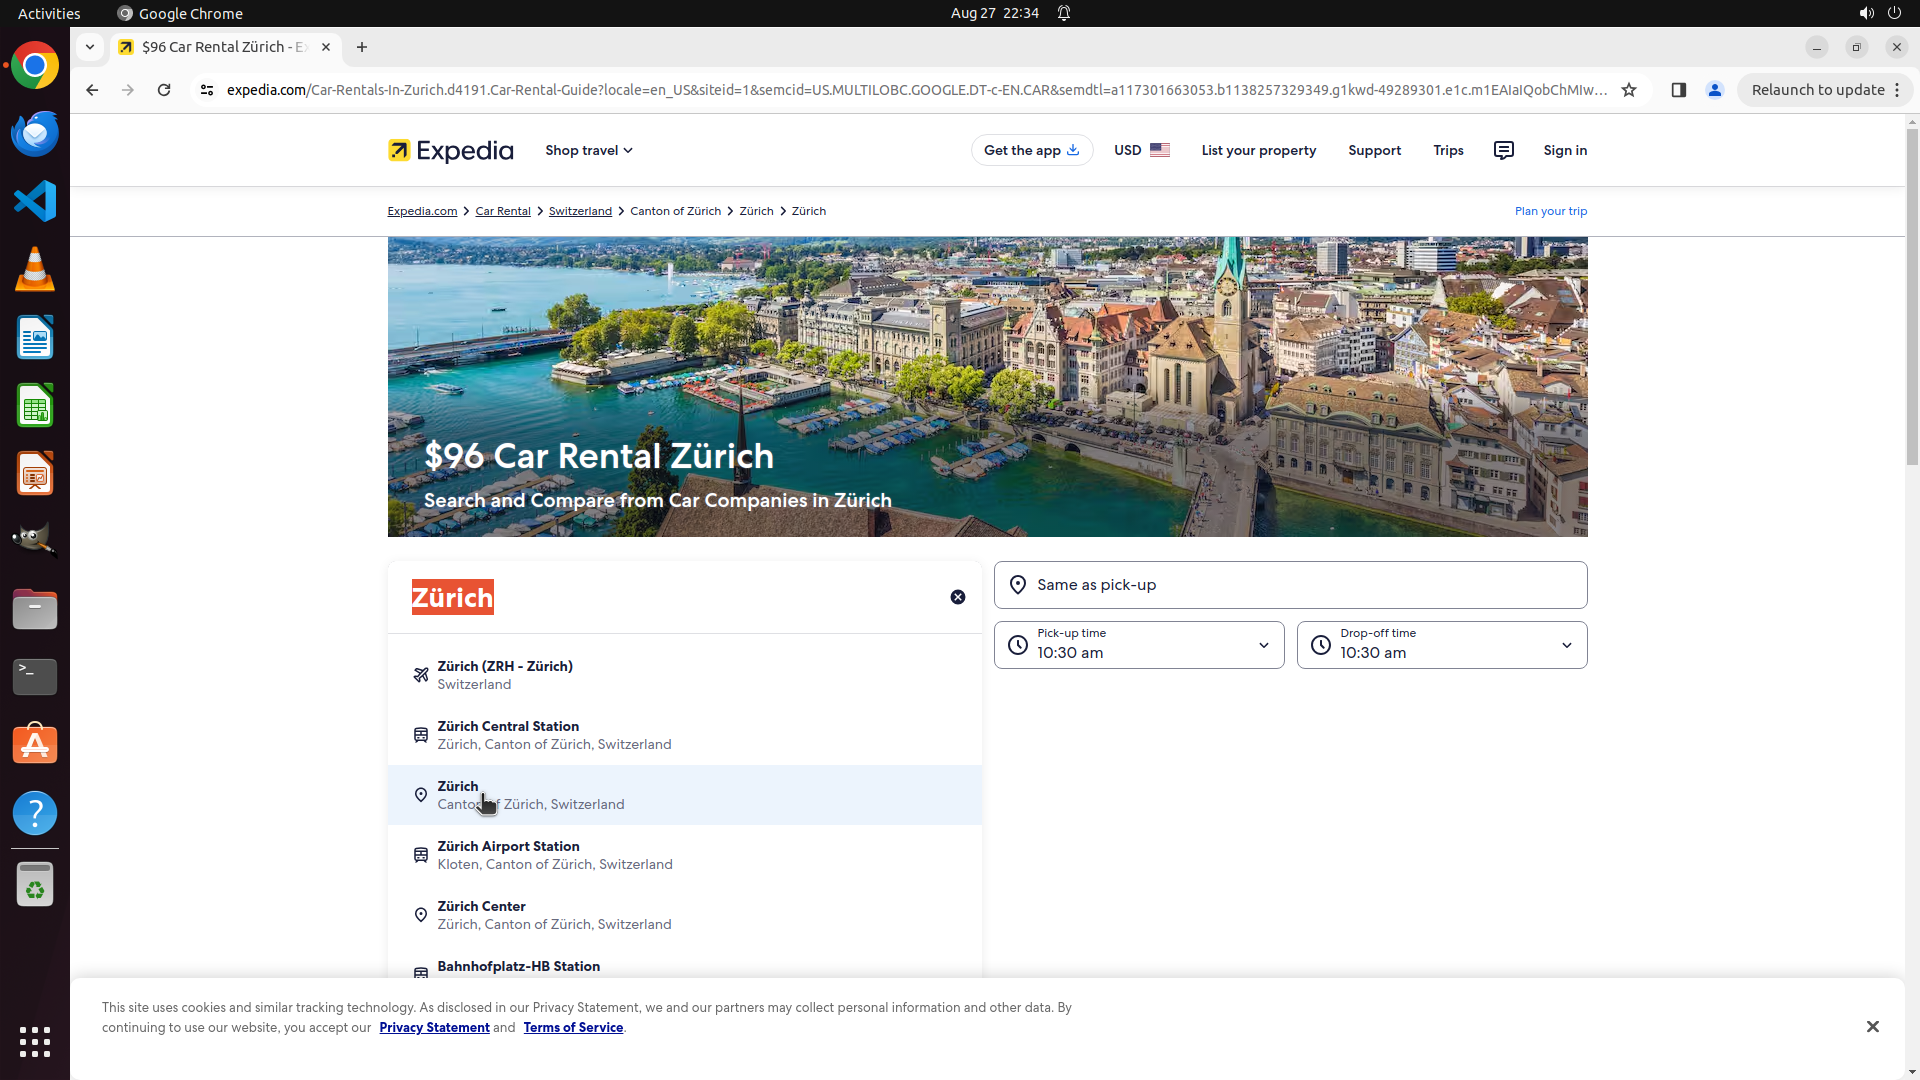 Activities
Google Chrome
Aug 27 22:34
$96 Car Rental Zürich - Ex
expedia.com/Car-Rentals-In-Zurich.d4191.Car-Rental-Guide?locale=en_US&siteid=1&semcid=US.MULTILOBC.GOOGLE.DT-c-EN.CAR&semdtl=a117301663053.b1138257329349.g1kwd-49289301.e1c.m1EAIaIQobChMIw...
Relaunch to update
Expedia
Shop travel
Get the app
USD
List your property
Support
Trips
Sign in
Expedia.com
Car Rental
Switzerland
Canton of Zürich
Zürich
Zürich
Plan your trip
$96 Car Rental Zürich
Search and Compare from Car Companies in Zürich
Zürich
Same as pick-up
Pick-up time
10:30 am
Drop-off time
10:30 am
Zürich (ZRH - Zürich)
Switzerland
Zürich Central Station
Zürich, Canton of Zürich, Switzerland
Zürich
Canton of Zürich, Switzerland
Zürich Airport Station
Kloten, Canton of Zürich, Switzerland
Zürich Center
Zürich, Canton of Zürich, Switzerland
Bahnhofplatz-HB Station
This site uses cookies and similar tracking technology. As disclosed in our Privacy Statement, we and our partners may collect personal information and other data. By
continuing to use our website, you accept our Privacy Statement and Terms of Service.